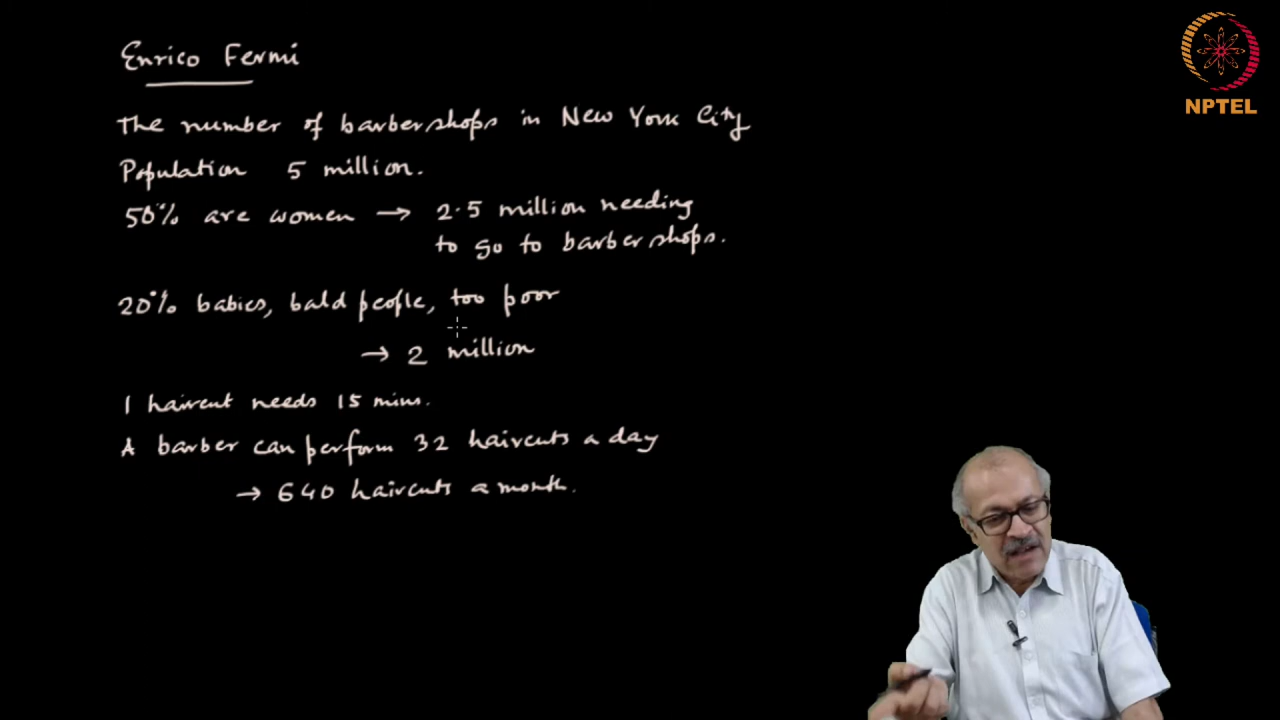 Enrico Fermi
The number of barbershops in New York City
Population 5 million.
50% are women → 2.5 million needing
to go to barbershops.
20% babies, bald people, too poor
→ 2 million
1 haircut needs 15 mins.
A barber can perform 32 haircuts a day
→ 640 haircuts a month.
NPTEL